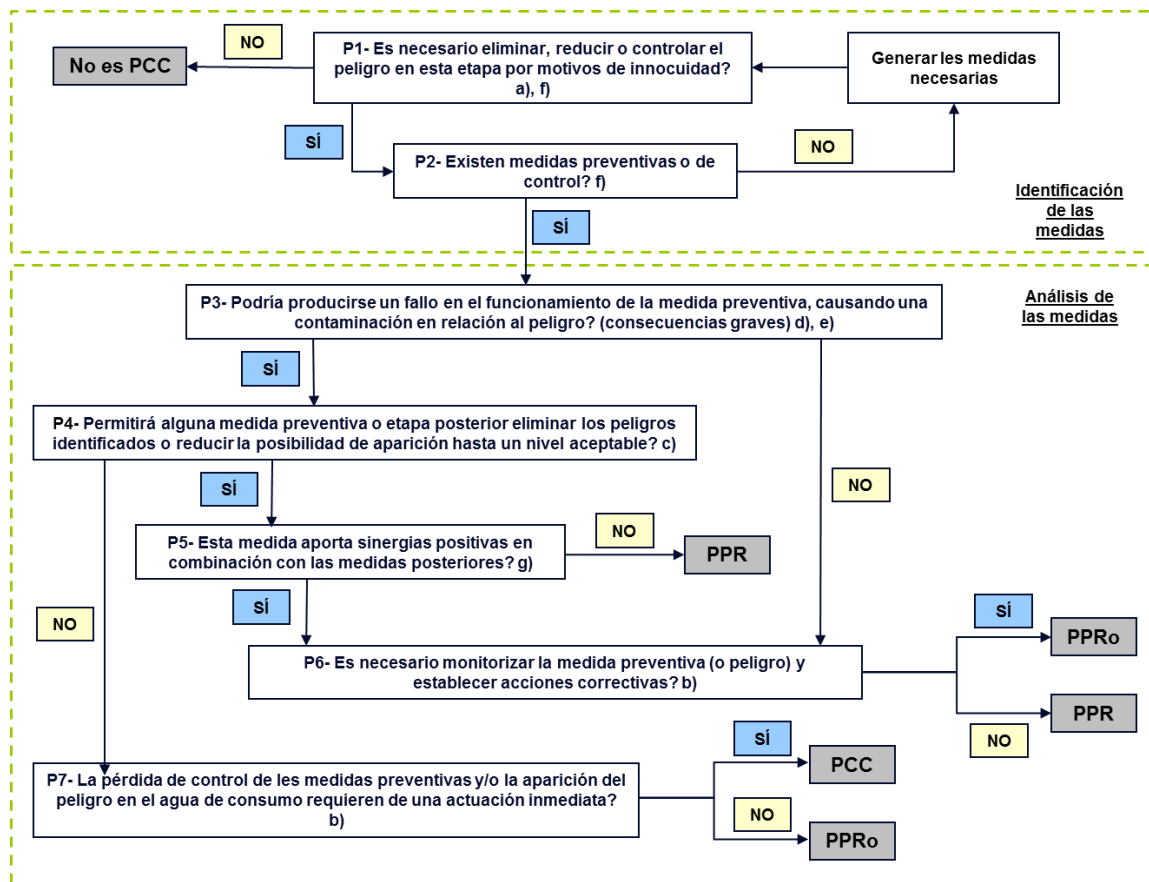 NO
P1- Es necesario eliminar, reducir o controlar el
peligro en esta etapa por motivos de innocuidad?
a), f)
No es PCC
Generar les medidas
necesarias
SÍ
P2- Existen medidas preventivas o de
control? f)
NO
Identificación
de las
medidas
SÍ
P3- Podría producirse un fallo en el funcionamiento de la medida preventiva, causando una
contaminación en relación al peligro? (consecuencias graves) d), e)
Análisis de
las medidas
SÍ
P4- Permitirá alguna medida preventiva o etapa posterior eliminar los peligros
identificados o reducir la posibilidad de aparición hasta un nivel aceptable? c)
SÍ
NO
P5- Esta medida aporta sinergias positivas en
combinación con las medidas posteriores? g)
NO
PPR
SÍ
NO
P6- Es necesario monitorizar la medida preventiva (o peligro) y
establecer acciones correctivas? b)
SÍ
PPRo
PPR
NO
P7- La pérdida de control de les medidas preventivas y/o la aparición del
peligro en el agua de consumo requieren de una actuación inmediata?
b)
SÍ
PCC
NO
PPRo